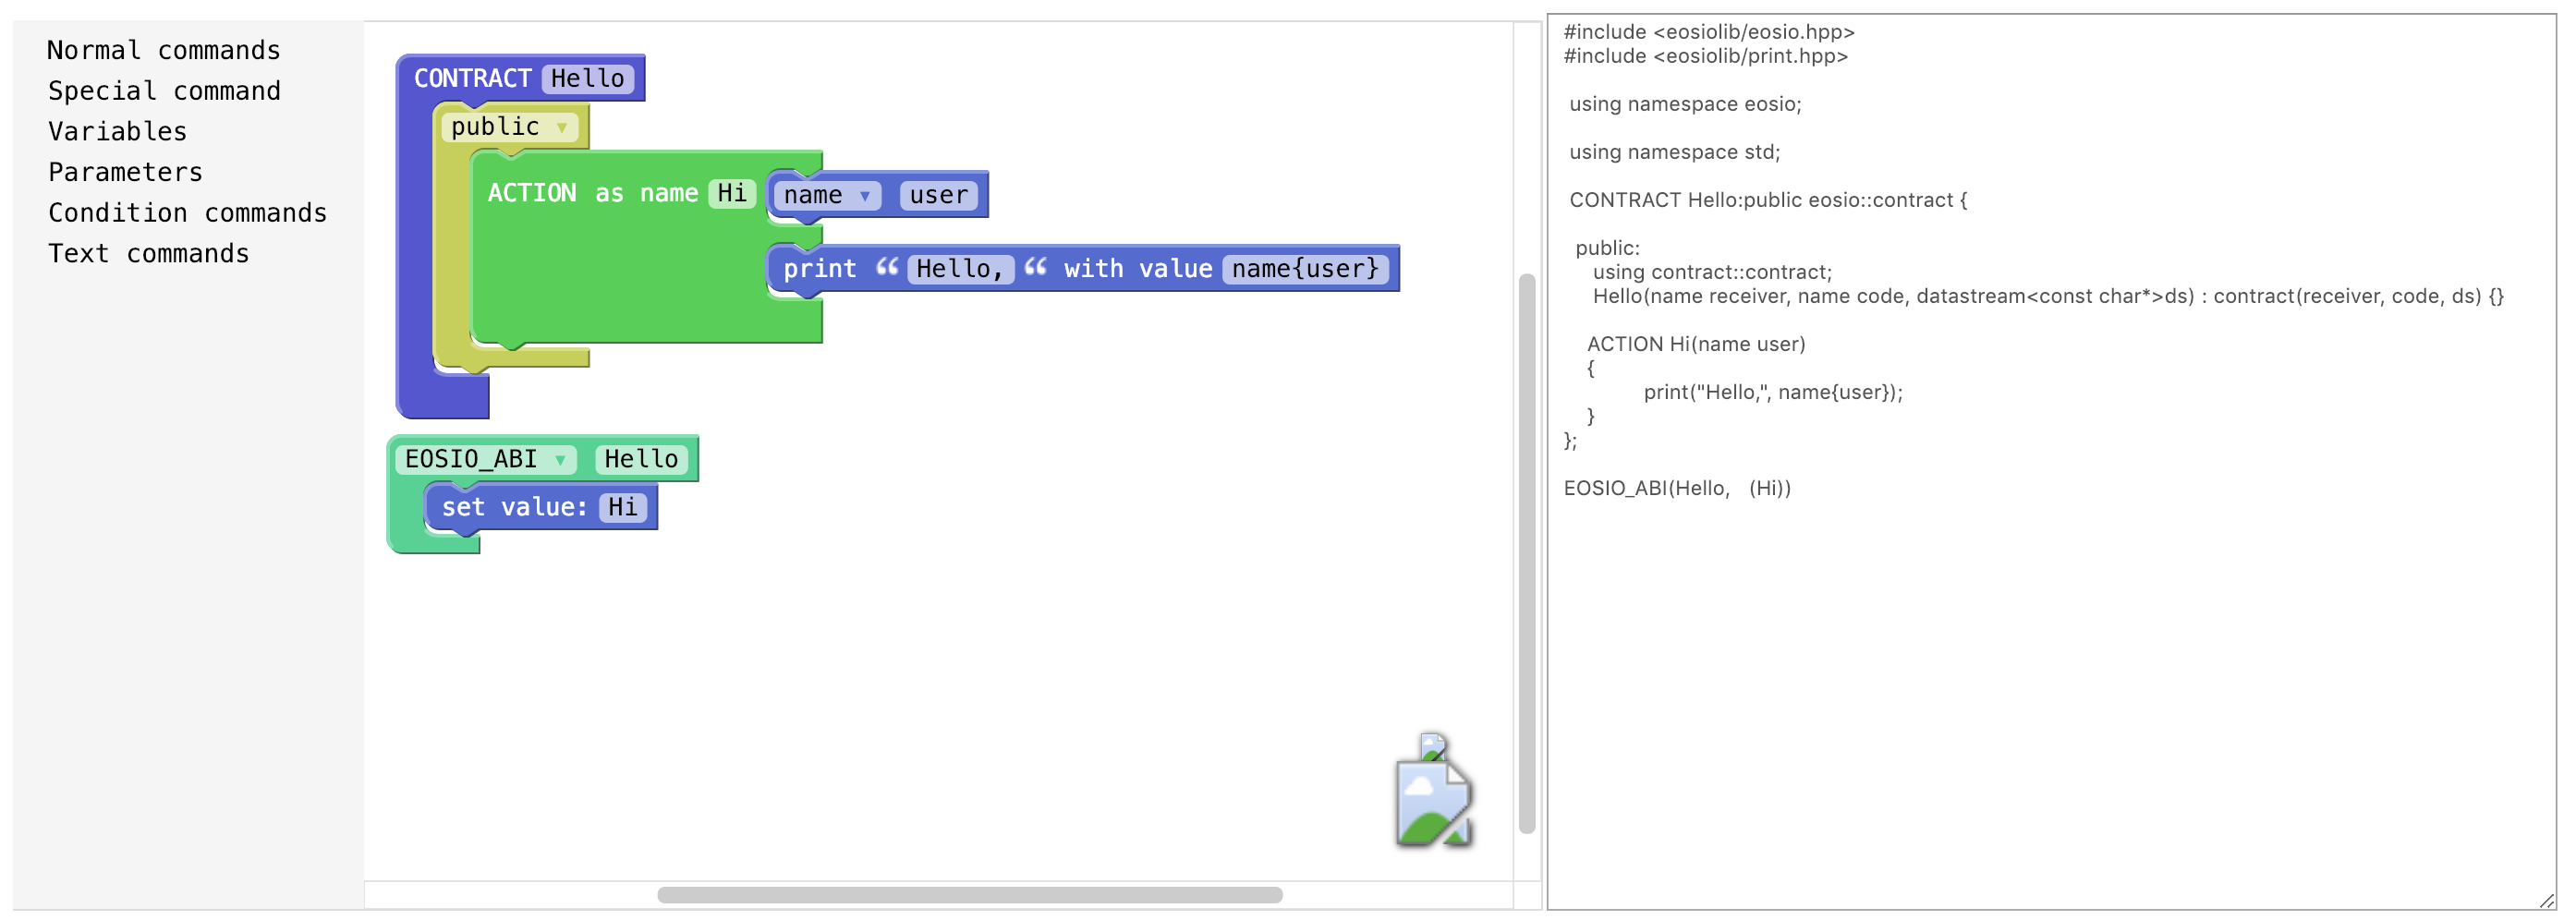 Normal commands
Special command
Variables
Parameters
Condition commands
Text commands
CONTRACT Hello
public
ACTION as name Hi name user
print “ Hello, “ with value name{user}
EOSIO_ABI Hello
set value: Hi
#include <eosiolib/eosio.hpp>
#include <eosiolib/print.hpp>
using namespace eosio;
using namespace std;
CONTRACT Hello:public eosio::contract {
public:
using contract::contract;
Hello(name receiver, name code, datastream<const char*>ds) : contract(receiver, code, ds) {}
ACTION Hi(name user)
{
print("Hello,", name{user});
}
};
EOSIO_ABI(Hello, (Hi))